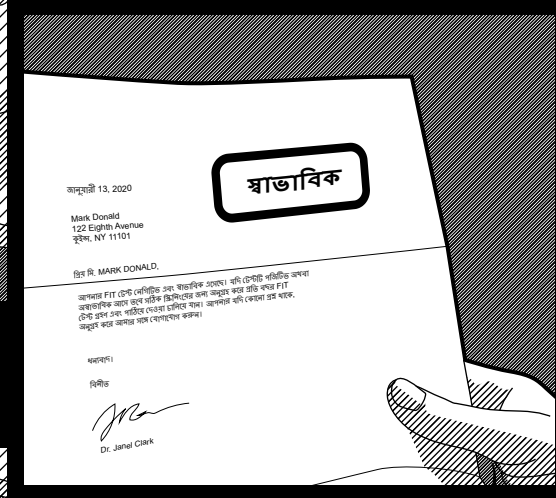 স্বাভাবিক
জানুয়ারী 13, 2020
Mark Donald
122 Eighth Avenue
কুইন্স, NY 11101
প্রিয় মি. MARK DONALD,
আপনার FIT টেস্ট নেগিটিভ এবং স্বাভাবিক এসেছে। যদি টেস্টটি পজিটিভ অথবা
অস্বাভাবিক আসে তবে সঠিক স্ক্রিনিংয়ের জন্য অনুগ্রহ করে প্রতি বছর FIT
টেস্ট গ্রহণ এবং পাঠিয়ে দেওয়া চালিয়ে যান। আপনার যদি কোনো প্রশ্ন থাকে,
অনুগ্রহ করে আমার সঙ্গে যোগাযোগ করুন।
ধন্যবাদ।
বিনীত
Dr. Janel Clark